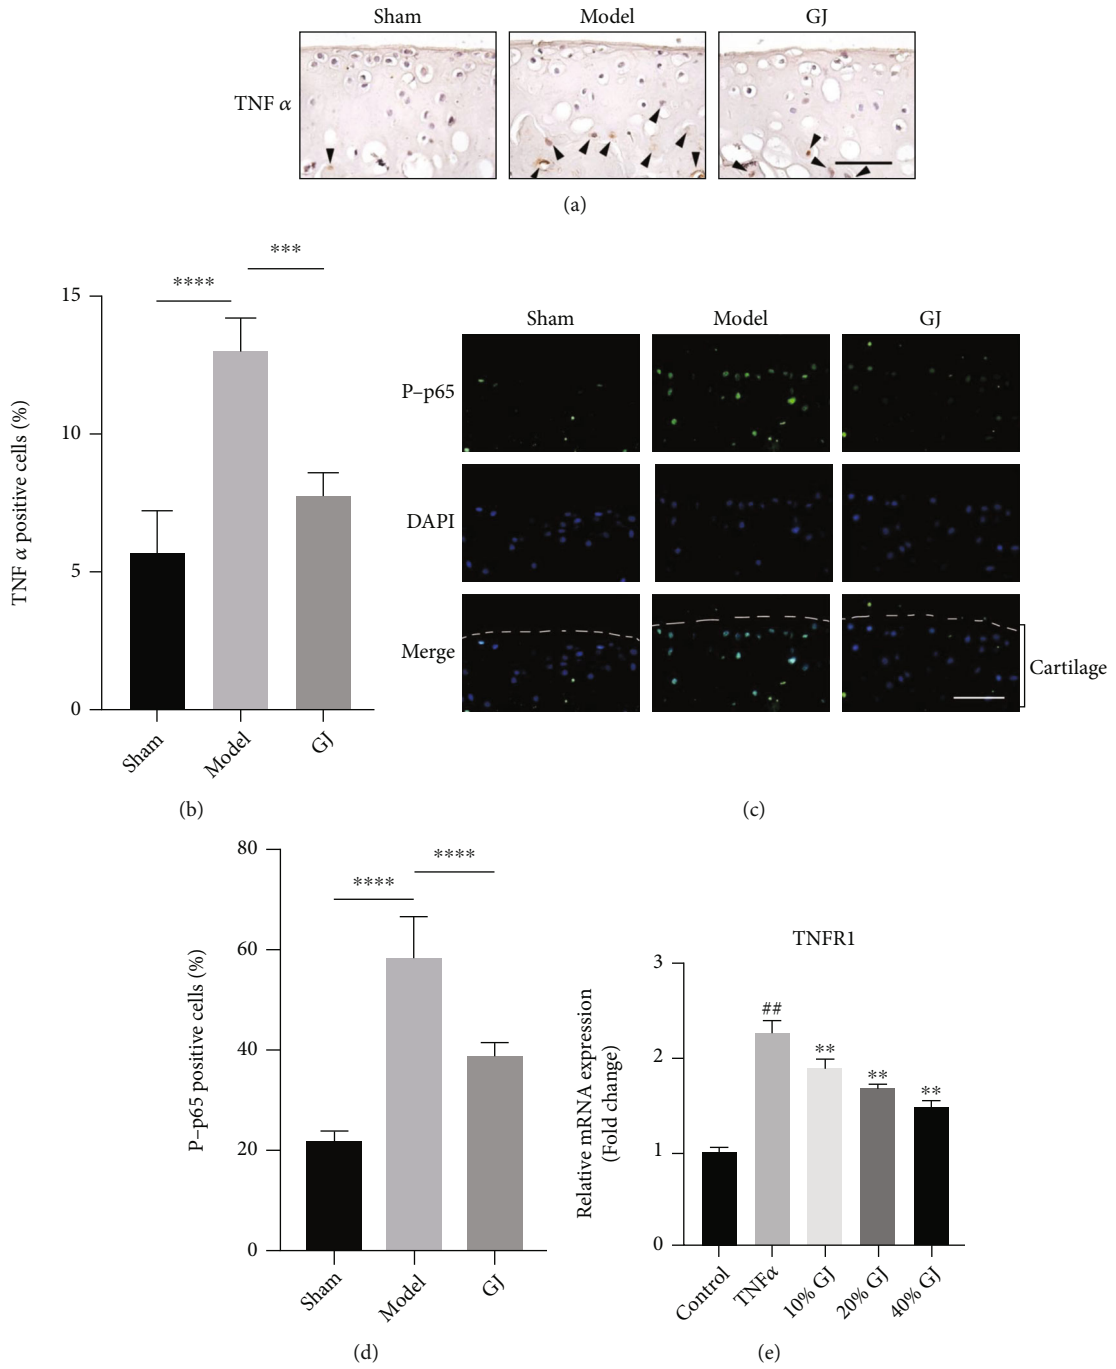 Sham Model GJ
TNF α
(a)
*** 
****
15
10
5
0
TNF α positive cells (%)
Sham Model GJ
(b)
Sham Model GJ
P–p65
DAPI
Merge
Cartilage
(c)
80
60
40
20
0
P–p65 positive cells (%)
****
****
Sham Model GJ
(d)
TNFR1
3
2
1
0
Relative mRNA expression
(Fold change)
##
**
**
**
Control TNFα 10% GJ 20% GJ 40% GJ
(e)